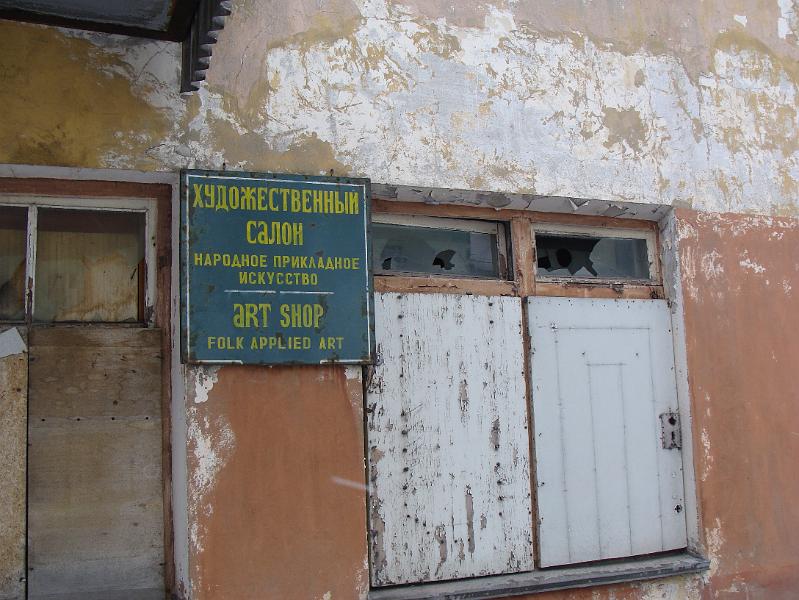 ХУДОЖЕСТВЕННЫЙ
САЛОН
НАРОДНОЕ ПРИКЛАДНОЕ
ИСКУССТВО
ART SHOP
FOLK APPLIED ART